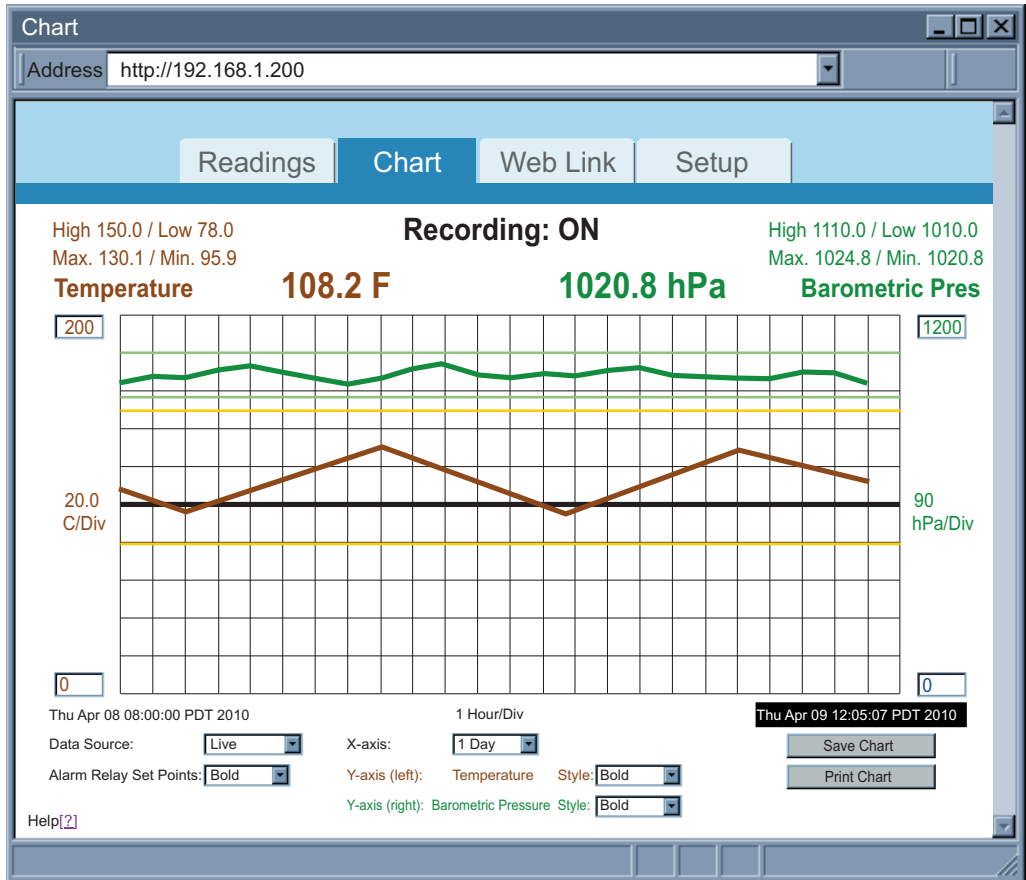 Chart
Address http://192.168.1.200
Readings Chart Web Link Setup
High 150.0 / Low 78.0 Recording: ON High 1110.0 / Low 1010.0
Max. 130.1 / Min. 95.9 Max. 1024.8 / Min. 1020.8
Temperature 108.2 F 1020.8 hPa Barometric Pres
200 1200
20.0 90
C/Div hPa/Div
0 0
Thu Apr 08 08:00:00 PDT 2010 1 Hour/Div Thu Apr 09 12:05:07 PDT 2010
Data Source: Live X-axis: 1 Day Save Chart
Alarm Relay Set Points: Bold Y-axis (left): Temperature Style: Bold Print Chart
Y-axis (right): Barometric Pressure Style: Bold
Help[?]